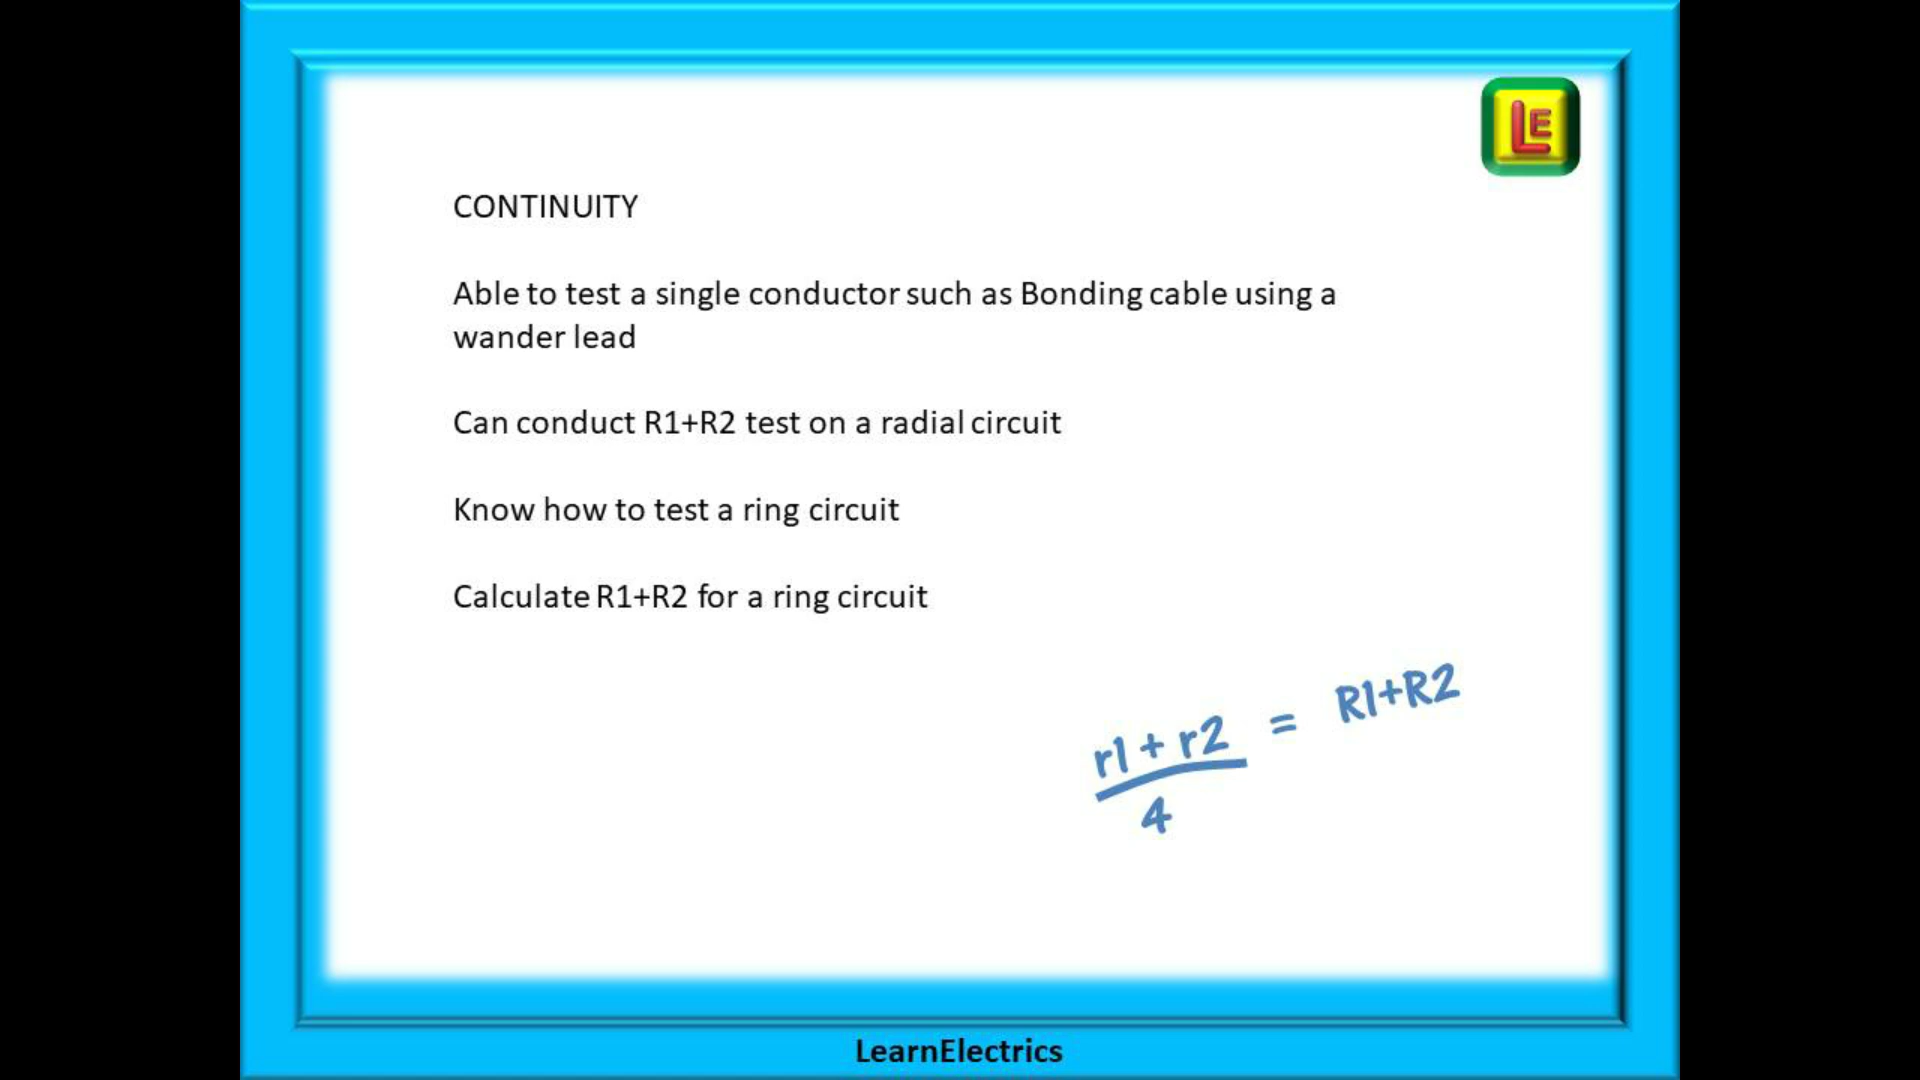 LE
CONTINUITY
Able to test a single conductor such as Bonding cable using a
wander lead
Can conduct R1+R2 test on a radial circuit
Know how to test a ring circuit
Calculate R1+R2 for a ring circuit
r1 + r2 = R1+R2
4
LearnElectrics